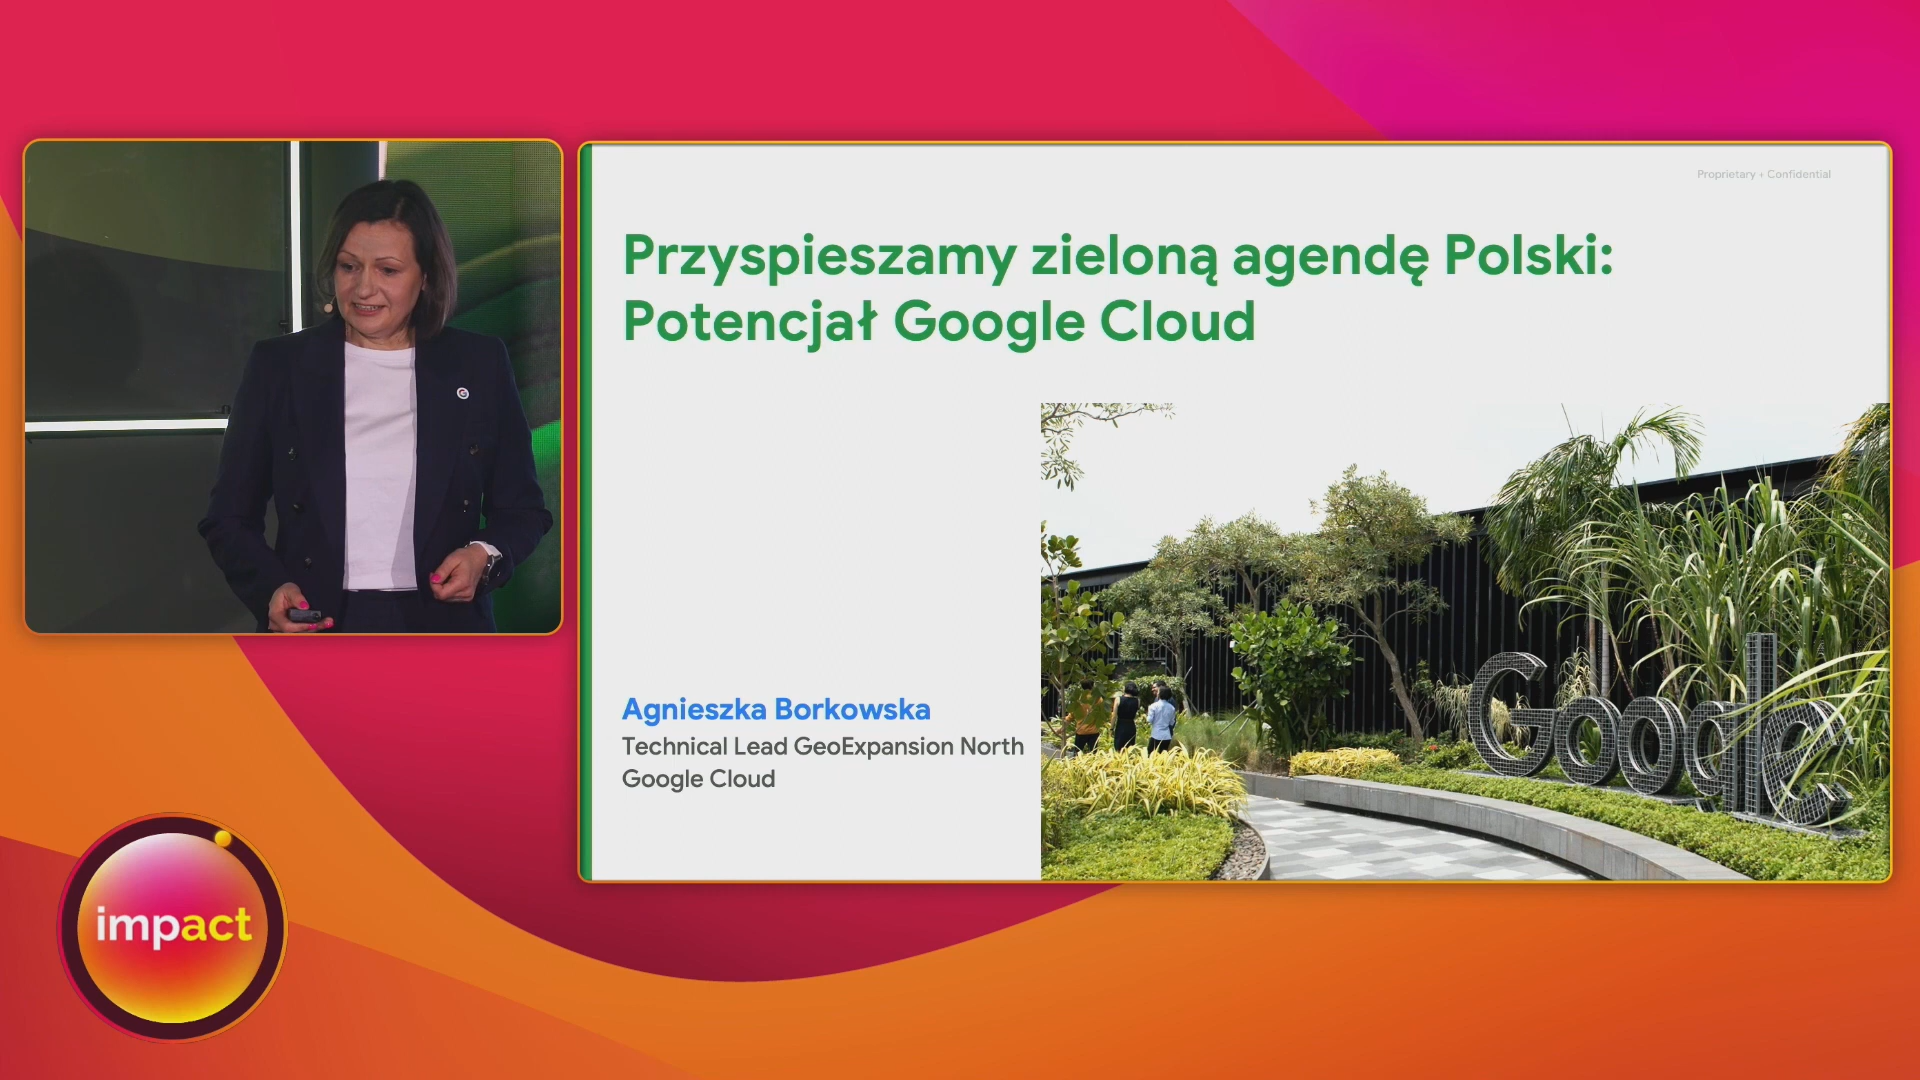 Proprietary + Confidential
Przyspieszamy zieloną agendę Polski:
Potencjał Google Cloud
Agnieszka Borkowska
Technical Lead GeoExpansion North
Google Cloud
Google
impact